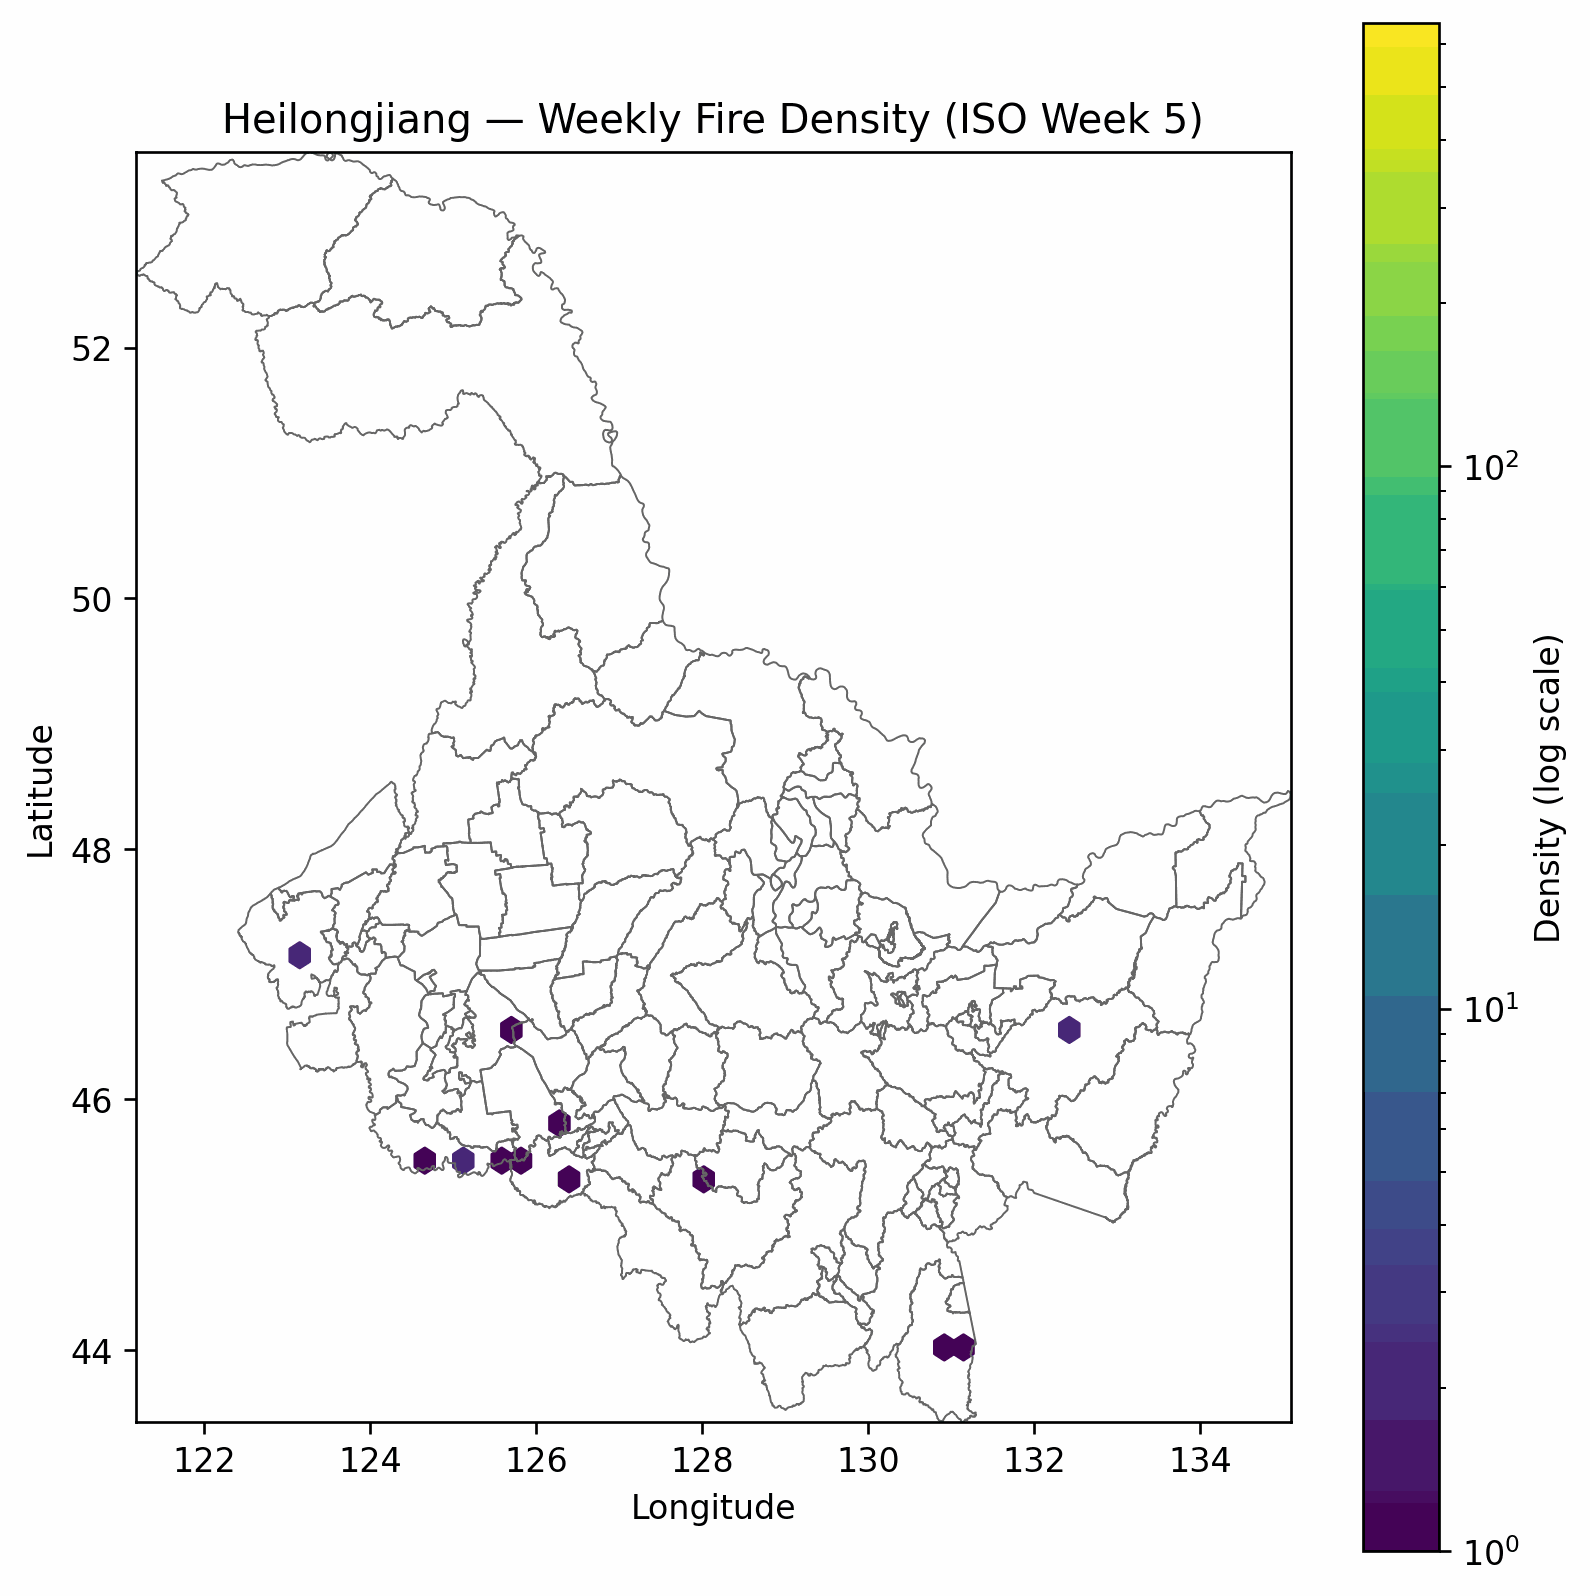 Heilongjiang — Weekly Fire Density (ISO Week 5)
Latitude
52
50
48
46
44
122 124 126 128 130 132 134
Longitude
10²
10¹
10⁰
Density (log scale)